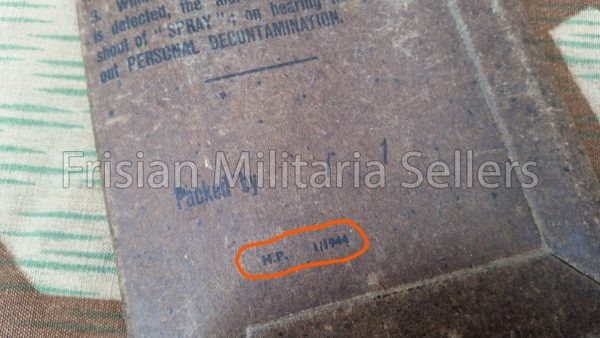 is detected, the
shout of "SPRAY", on hearing
out PERSONAL DECONTAMINATION.
Frisian Militaria Sellers
Packed by
M.P. 1/1944